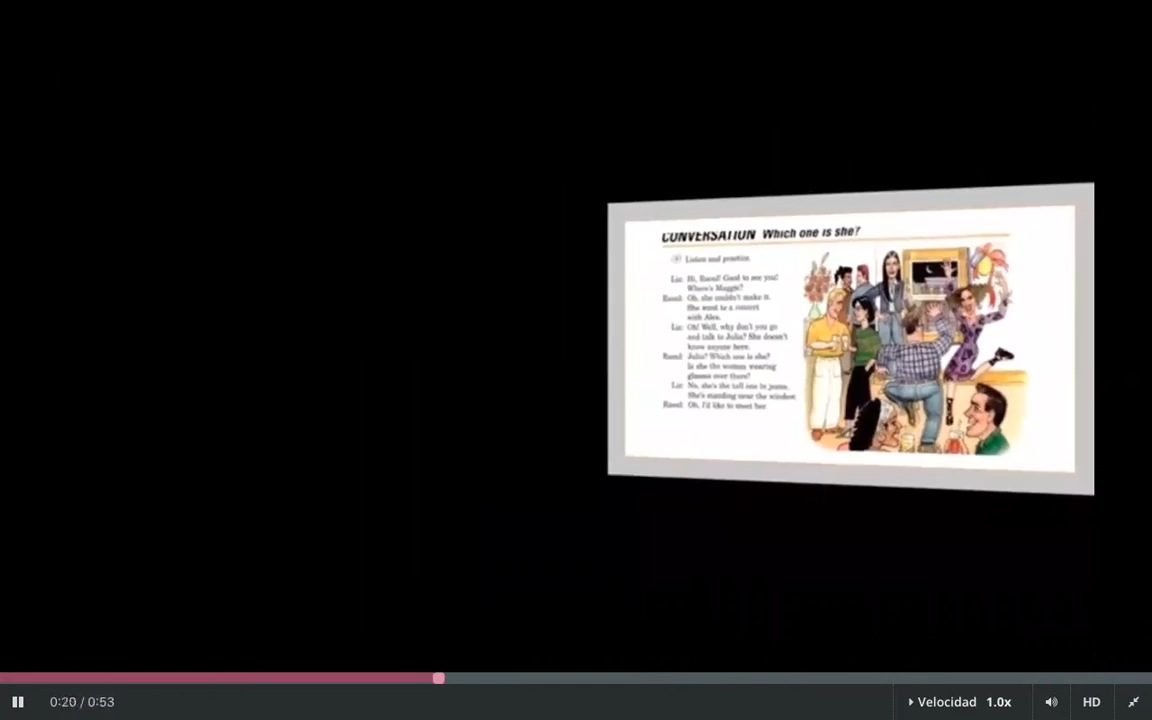 CONVERSATION Which one is she?
Listen and practice.
Liz: Hi, Raoul! Good to see you!
Where's Maggie?
Raoul: Oh, she couldn't make it.
She went to a concert
with Alex.
Liz: Oh! Well, why don't you go
and talk to Julia? She doesn't
know anyone here.
Raoul: Julia? Which one is she?
Is she the woman wearing
glasses over there?
Liz: No, she's the tall one in jeans.
She's standing near the window.
Raoul: Oh, I'd like to meet her
0:20 / 0:53
Velocidad 1.0x
HD